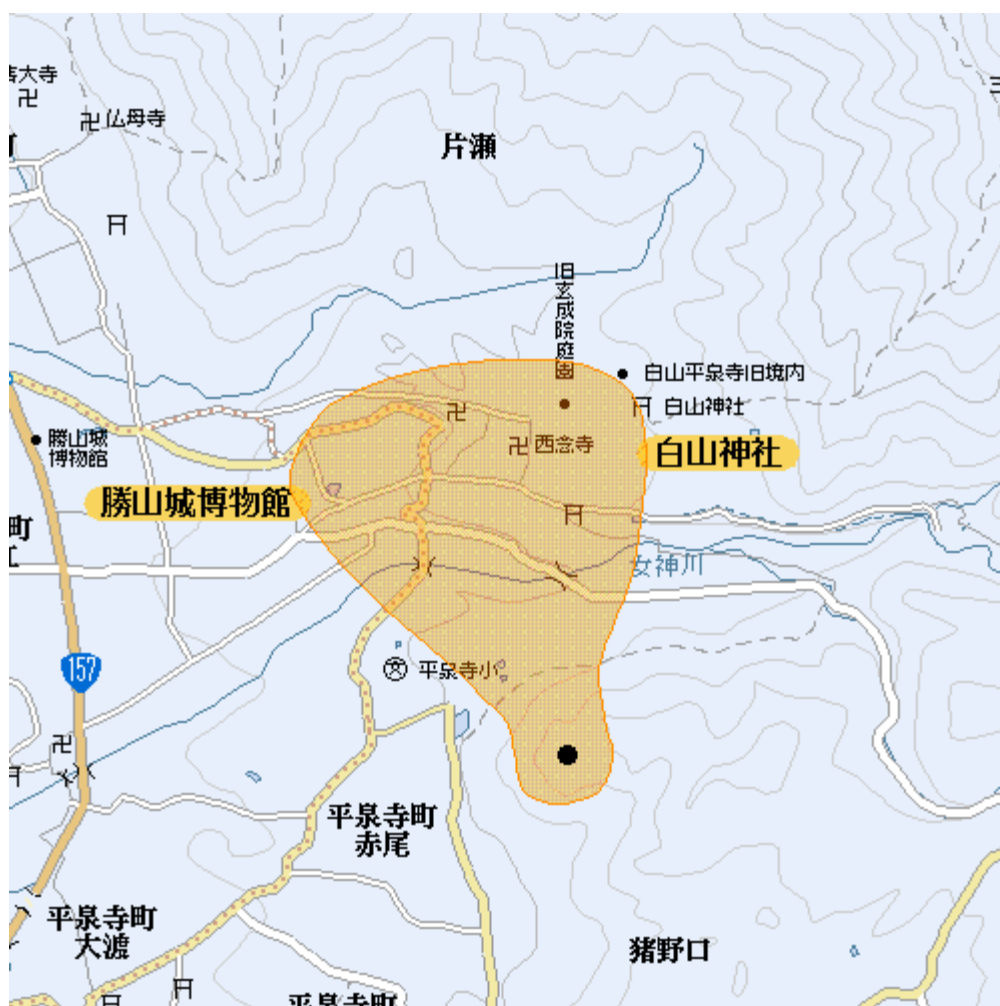 仏母寺
片瀬
旧玄成院庭園
白山平泉寺旧境内
白山神社
勝山城
博物館
西念寺
白山神社
勝山城博物館
町
女神川
平泉寺小
157
平泉寺町
赤尾
平泉寺町
大渡
猪野口
平泉寺町